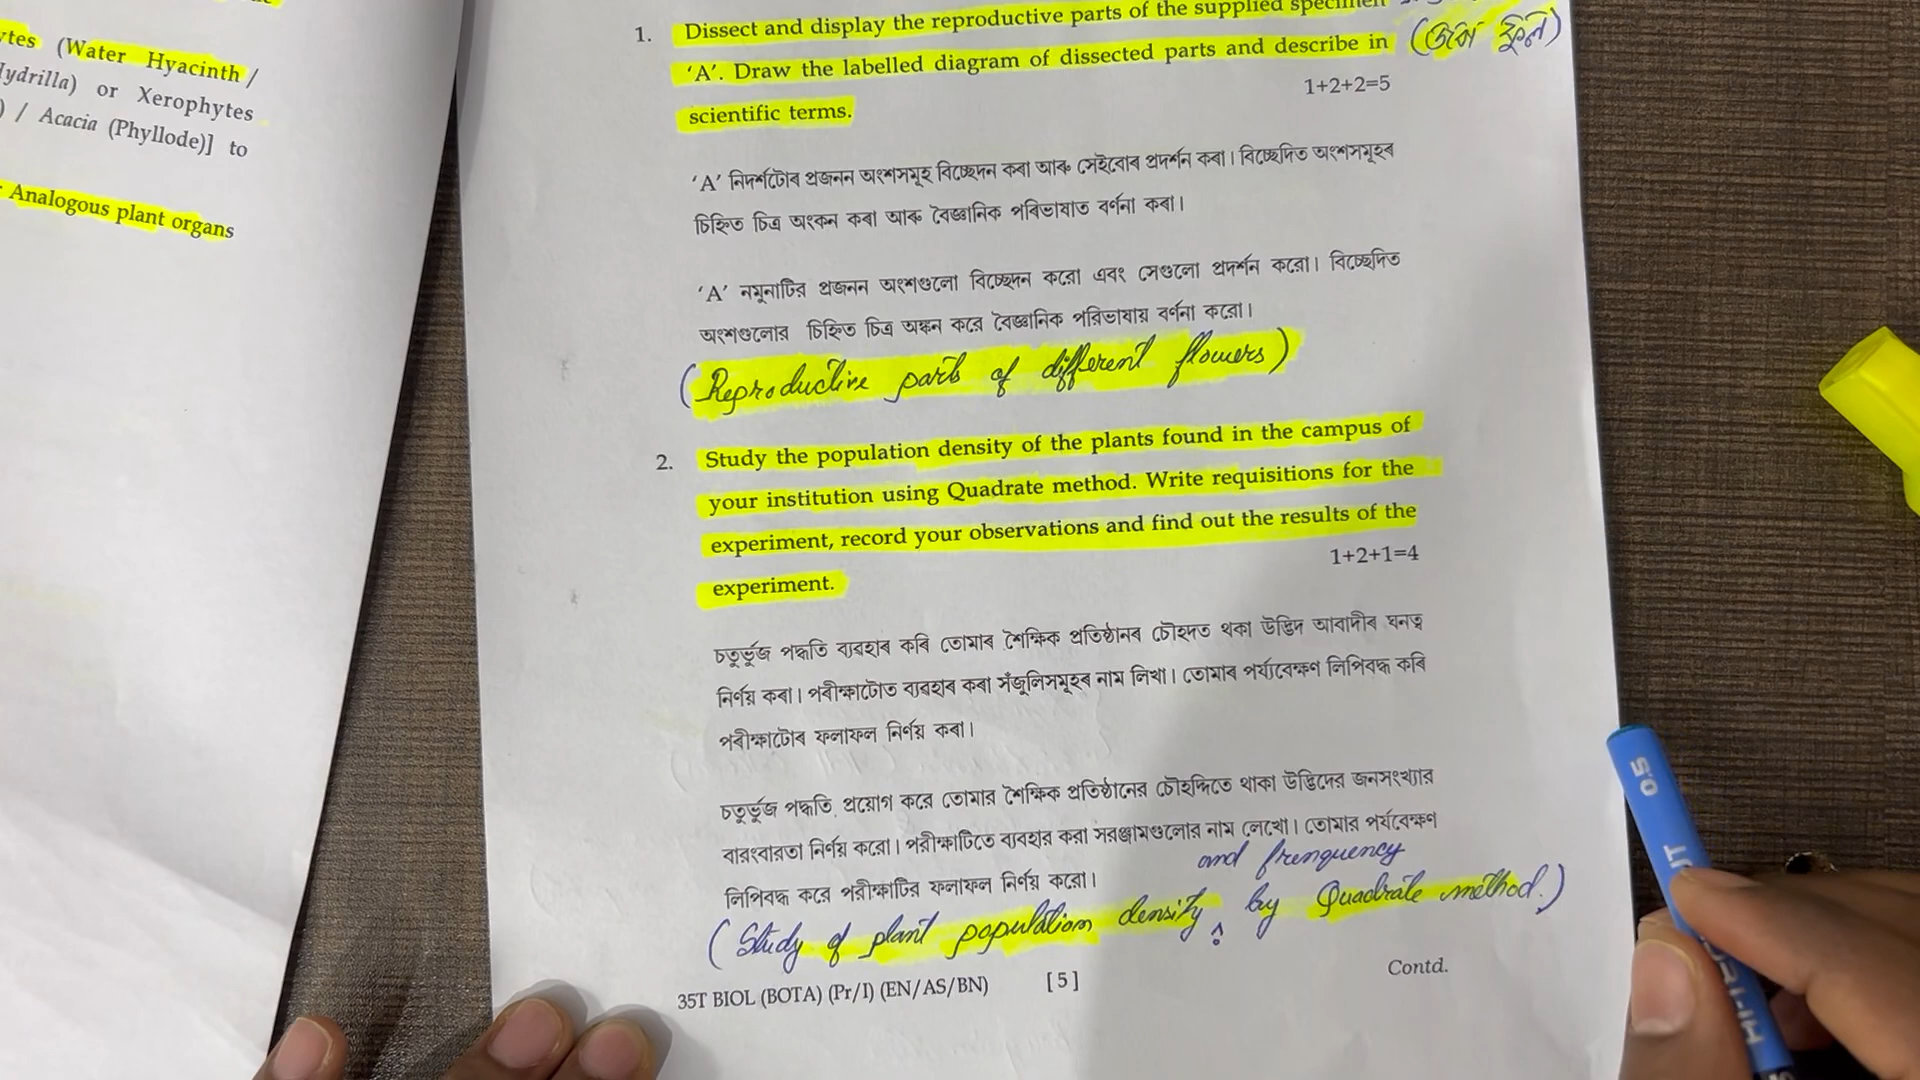 ytes (Water Hyacinth /
Hydrilla) or Xerophytes
) / Acacia (Phyllode)] to
Analogous plant organs
1. Dissect and display the reproductive parts of the supplied specimen
'A'. Draw the labelled diagram of dissected parts and describe in (জবা ফুল)
scientific terms. 1+2+2=5
'A' নিদৰ্শটোৰ প্ৰজনন অংশসমূহ বিচ্ছেদন কৰা আৰু সেইবোৰ প্ৰদৰ্শন কৰা। বিচ্ছেদিত অংশসমূহৰ
চিহ্নিত চিত্ৰ অংকন কৰা আৰু বৈজ্ঞানিক পৰিভাষাত বৰ্ণনা কৰা।
'A' নমুনাটির প্রজনন অংশগুলো বিচ্ছেদন করো এবং সেগুলো প্রদর্শন করো। বিচ্ছেদিত
অংশগুলোর চিহ্নিত চিত্র অঙ্কন করে বৈজ্ঞানিক পরিভাষায় বর্ণনা করো।
(Reproductive parts of different flowers)
2. Study the population density of the plants found in the campus of
your institution using Quadrate method. Write requisitions for the
experiment, record your observations and find out the results of the
experiment. 1+2+1=4
চতুৰ্ভূজ পদ্ধতি ব্যৱহাৰ কৰি তোমাৰ শৈক্ষিক প্ৰতিষ্ঠানৰ চৌহদত থকা উদ্ভিদ আবাদীৰ ঘনত্ব
নিৰ্ণয় কৰা। পৰীক্ষাটোত ব্যৱহাৰ কৰা সঁজুলিসমূহৰ নাম লিখা। তোমাৰ পৰ্য্যবেক্ষণ লিপিবদ্ধ কৰি
পৰীক্ষাটোৰ ফলাফল নিৰ্ণয় কৰা।
চতুর্ভূজ পদ্ধতি প্রয়োগ করে তোমার শৈক্ষিক প্রতিষ্ঠানের চৌহদ্দিতে থাকা উদ্ভিদের জনসংখ্যার
বারংবারতা নির্ণয় করো। পরীক্ষাটিতে ব্যবহার করা সরঞ্জামগুলোর নাম লেখো। তোমার পর্যবেক্ষণ
লিপিবদ্ধ করে পরীক্ষাটির ফলাফল নির্ণয় করো।
and frenquency
(Study of plant population density by Quadrate method.)
35T BIOL (BOTA) (Pr/I) (EN/AS/BN) [5] Contd.
0.5